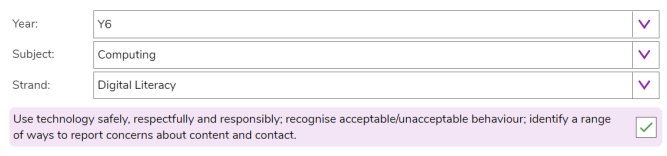 Year: Y6
Subject: Computing
Strand: Digital Literacy
Use technology safely, respectfully and responsibly; recognise acceptable/unacceptable behaviour; identify a range
of ways to report concerns about content and contact.